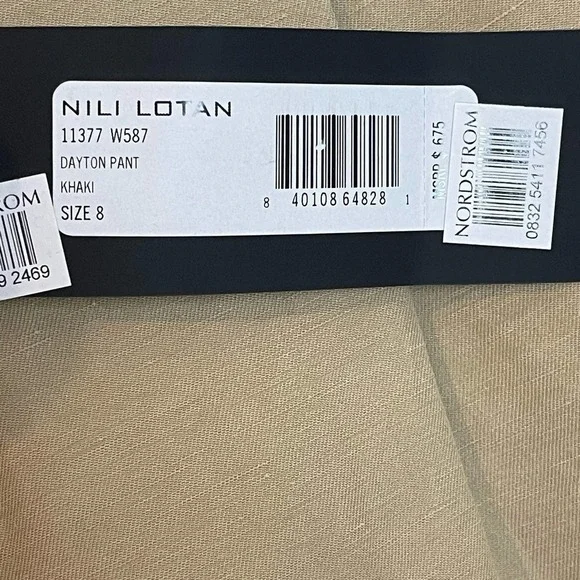 NILI LOTAN
11377 W587
DAYTON PANT
KHAKI
SIZE 8
8 40108 64828 1
MSRP $ 675
NORDSTROM
0832 5411 7456
ROM
9 2469